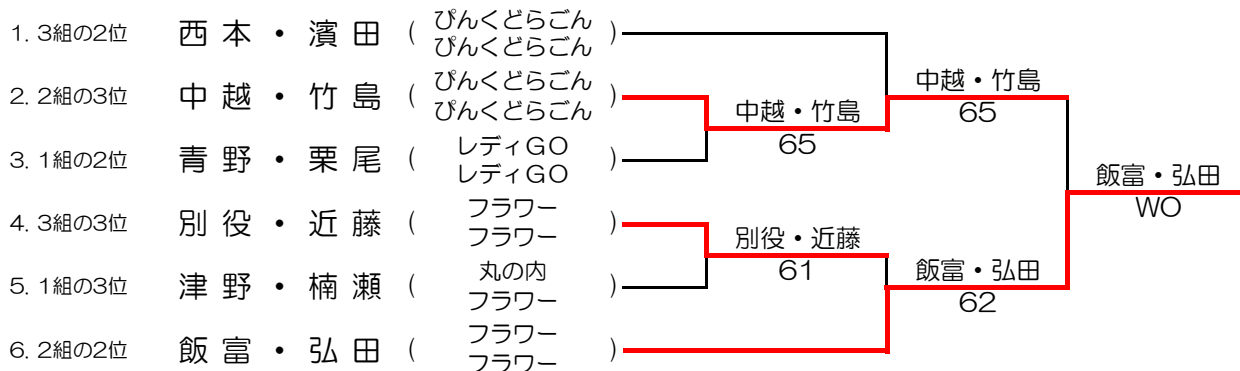 1. 3組の2位 西本・濱田 ( ぴんくどらごん
ぴんくどらごん )
2. 2組の3位 中越・竹島 ( ぴんくどらごん
ぴんくどらごん )
3. 1組の2位 青野・栗尾 ( レディGO
レディGO )
4. 3組の3位 別役・近藤 ( フラワー
フラワー )
5. 1組の3位 津野・楠瀬 ( 丸の内
フラワー )
6. 2組の2位 飯富・弘田 ( フラワー
フラワー )
中越・竹島
65
別役・近藤
61
中越・竹島
65
飯富・弘田
62
飯富・弘田
WO